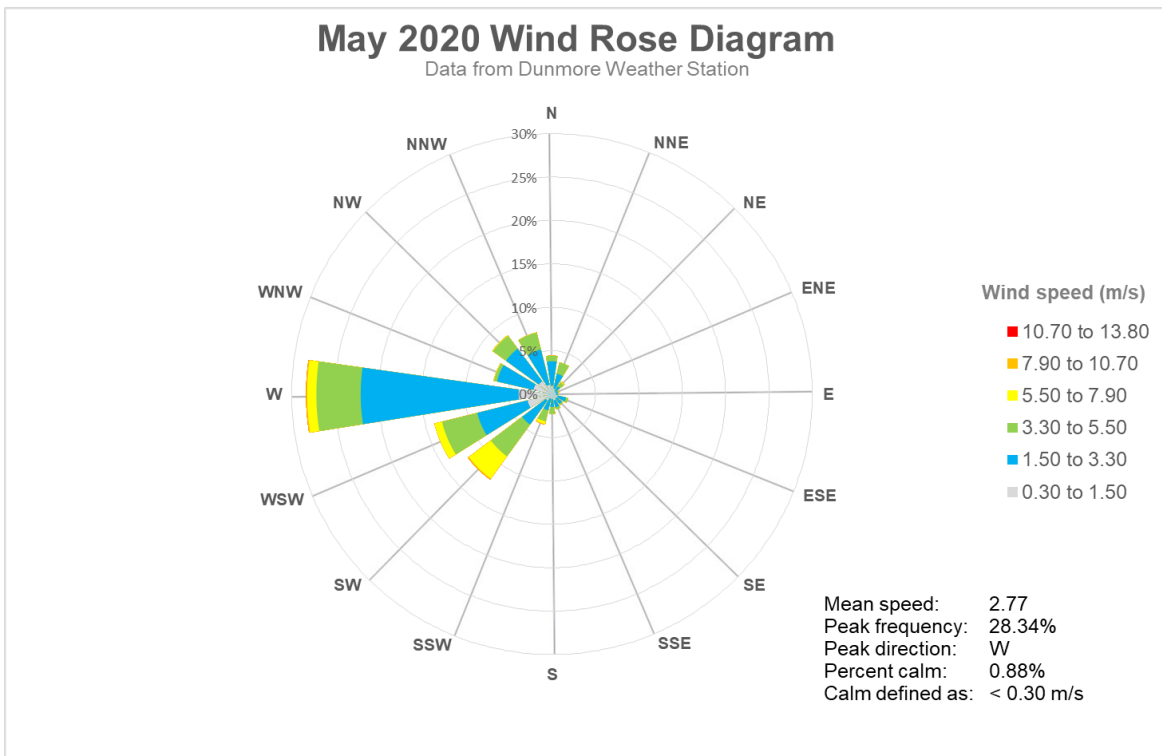 May 2020 Wind Rose Diagram
Data from Dunmore Weather Station
N
30%
NNW
NNE
25%
NW
NE
20%
15%
WNW
ENE
Wind speed (m/s)
10%
10.70 to 13.80
5%
7.90 to 10.70
W
0%
E
5.50 to 7.90
3.30 to 5.50
1.50 to 3.30
WSW
ESE
0.30 to 1.50
SW
SE
SSW
SSE
S
Mean speed: 2.77
Peak frequency: 28.34%
Peak direction: W
Percent calm: 0.88%
Calm defined as: < 0.30 m/s